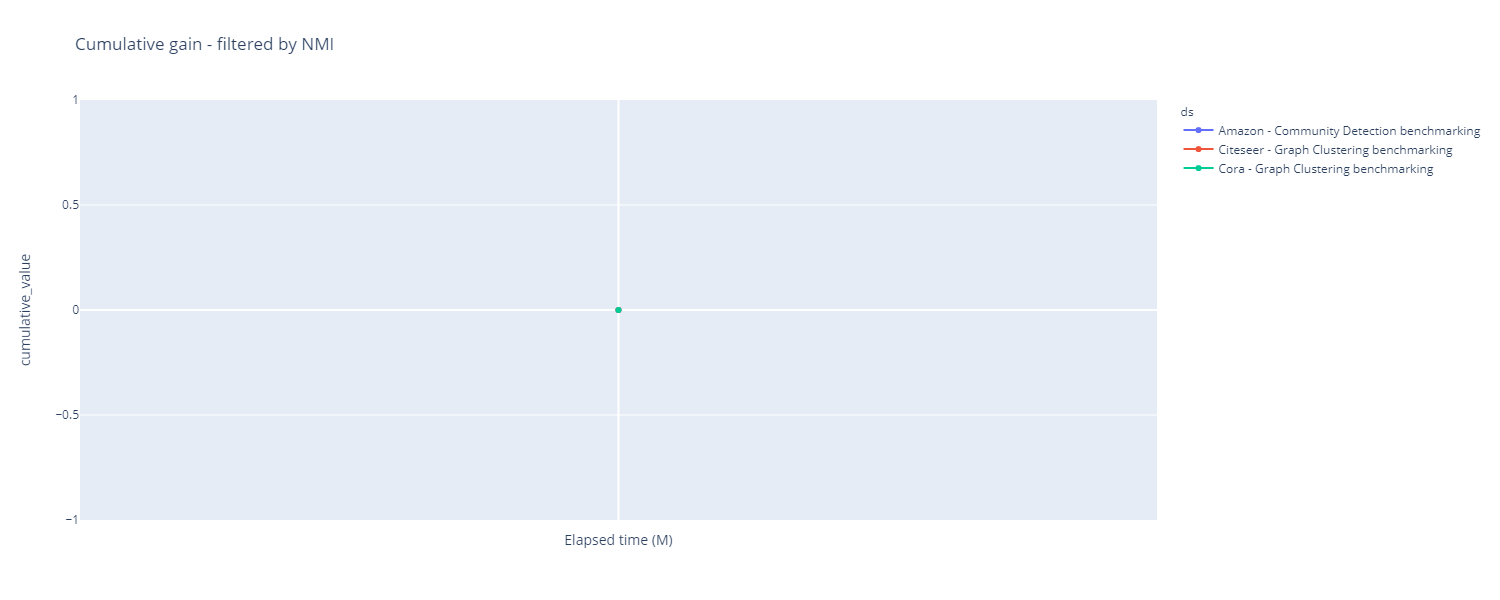 Cumulative gain - filtered by NMI
1
0.5
0
−0.5
−1
cumulative_value
Elapsed time (M)
ds
Amazon - Community Detection benchmarking
Citeseer - Graph Clustering benchmarking
Cora - Graph Clustering benchmarking